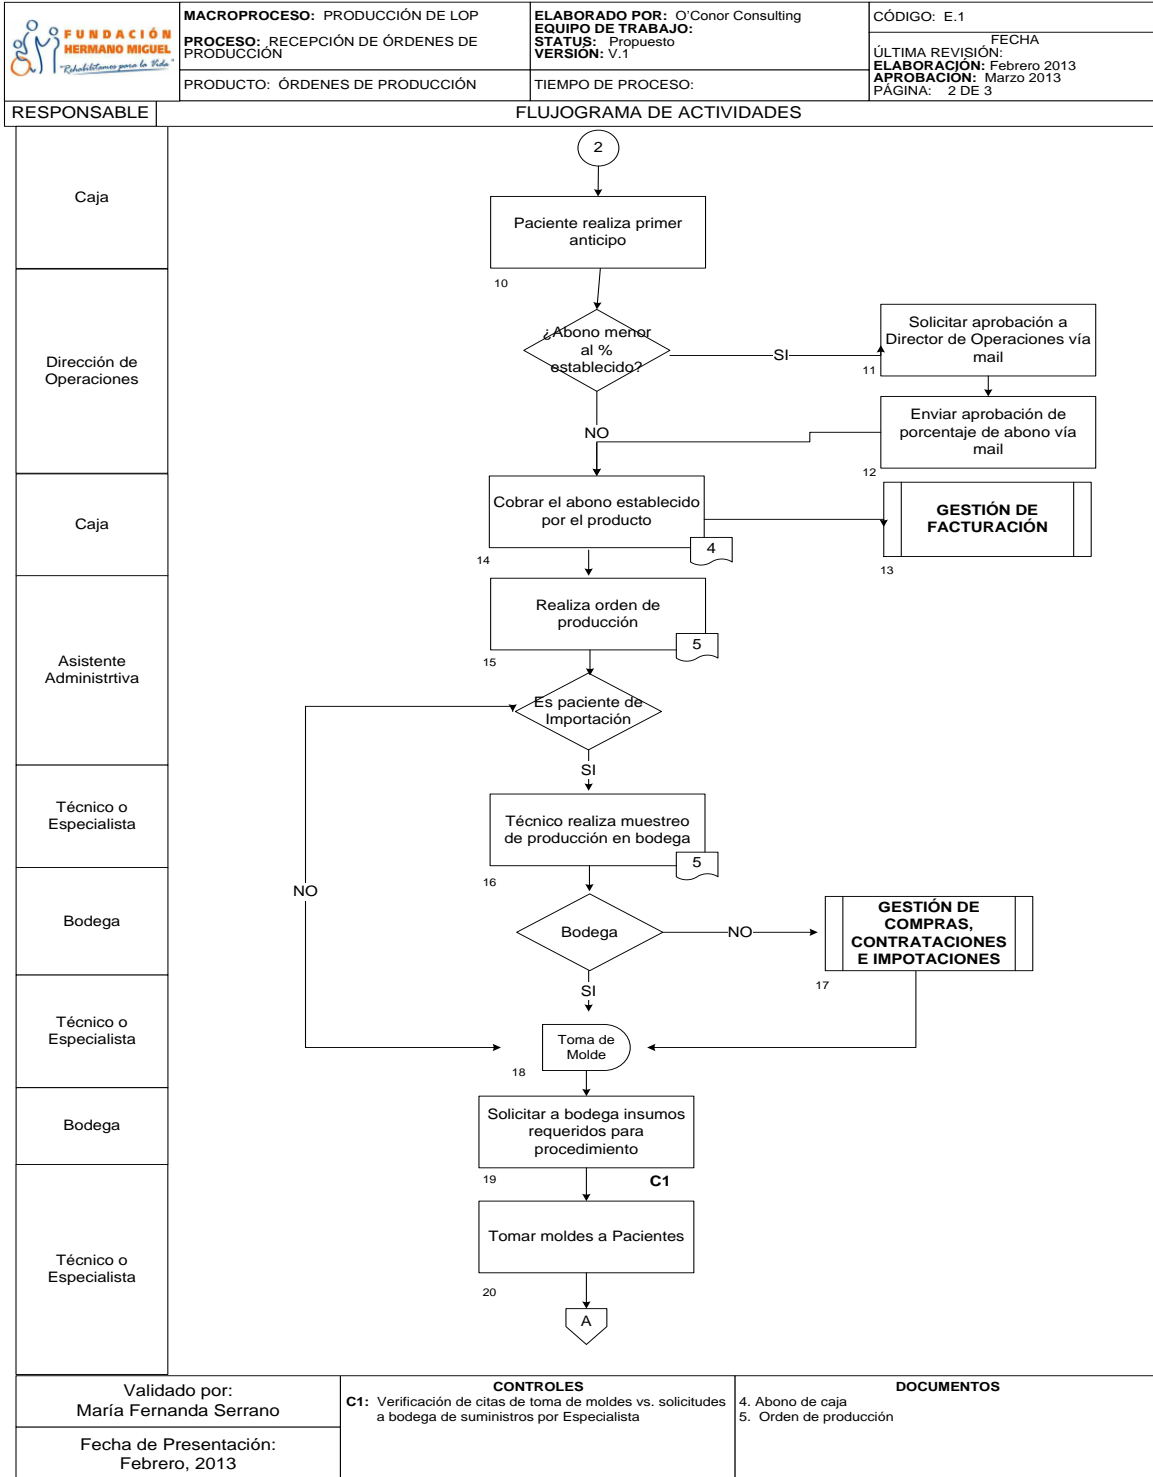 FUNDACIÓN
HERMANO MIGUEL
"Rehabilitamos para la Vida"
MACROPROCESO: PRODUCCIÓN DE LOP
PROCESO: RECEPCIÓN DE ÓRDENES DE
PRODUCCIÓN
PRODUCTO: ÓRDENES DE PRODUCCIÓN
ELABORADO POR: O'Conor Consulting
EQUIPO DE TRABAJO:
STATUS: Propuesto
VERSIÓN: V.1
TIEMPO DE PROCESO:
CÓDIGO: E.1
FECHA
ÚLTIMA REVISIÓN:
ELABORACIÓN: Febrero 2013
APROBACIÓN: Marzo 2013
PÁGINA: 2 DE 3
RESPONSABLE
FLUJOGRAMA DE ACTIVIDADES
2
Caja
Paciente realiza primer
anticipo
10
Dirección de
Operaciones
¿Abono menor
al %
establecido?
SI
Solicitar aprobación a
Director de Operaciones vía
mail
11
NO
Enviar aprobación de
porcentaje de abono vía
mail
12
Caja
Cobrar el abono establecido
por el producto
4
14
GESTIÓN DE
FACTURACIÓN
13
Asistente
Administrtiva
Realiza orden de
producción
5
15
Es paciente de
Importación
SI
NO
Técnico o
Especialista
Técnico realiza muestreo
de producción en bodega
5
16
Bodega
Bodega
NO
GESTIÓN DE
COMPRAS,
CONTRATACIONES
E IMPOTACIONES
17
SI
Técnico o
Especialista
Toma de
Molde
18
Bodega
Solicitar a bodega insumos
requeridos para
procedimiento
19
C1
Técnico o
Especialista
Tomar moldes a Pacientes
20
A
Validado por:
María Fernanda Serrano
Fecha de Presentación:
Febrero, 2013
CONTROLES
C1: Verificación de citas de toma de moldes vs. solicitudes
a bodega de suministros por Especialista
DOCUMENTOS
4. Abono de caja
5. Orden de producción